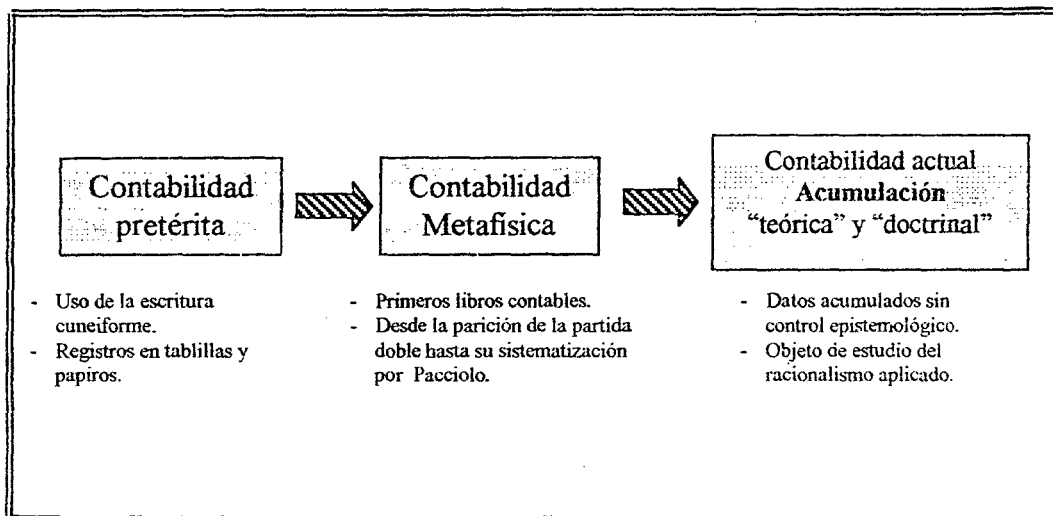 Contabilidad
pretérita
Contabilidad
Metafísica
Contabilidad actual
Acumulación
“teórica” y “doctrinal”
- Uso de la escritura
cuneiforme.
- Registros en tablillas y
papiros.
- Primeros libros contables.
- Desde la parición de la partida
doble hasta su sistematización
por Pacciolo.
- Datos acumulados sin
control epistemológico.
- Objeto de estudio del
racionalismo aplicado.